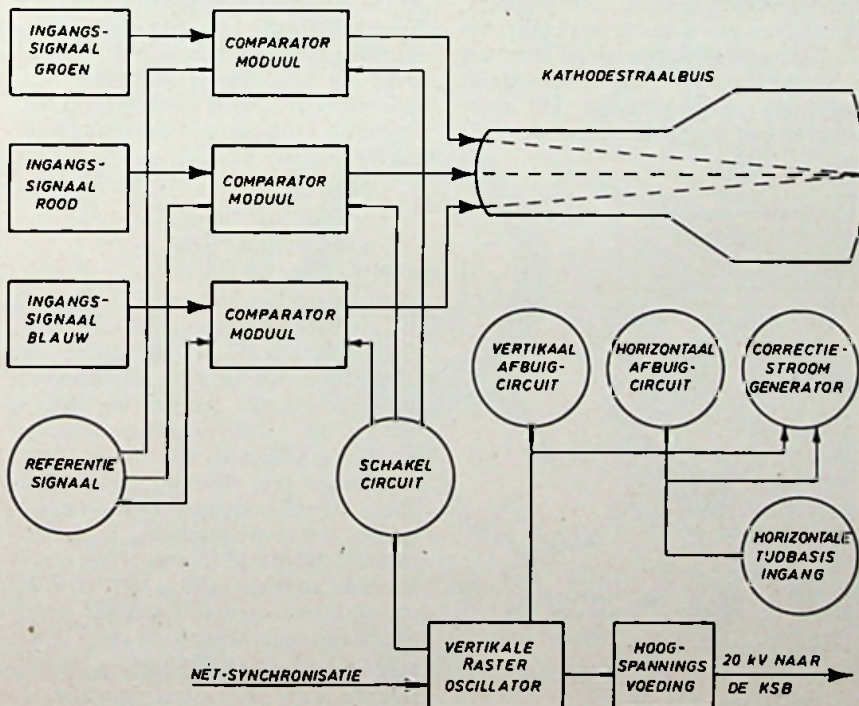 INGANGS-
SIGNAAL
GROEN
COMPARATOR
MODUUL
KATHODESTRAALBUIS
INGANGS-
SIGNAAL
ROOD
COMPARATOR
MODUUL
INGANGS-
SIGNAAL
BLAUW
COMPARATOR
MODUUL
VERTIKAAL
AFBUIG-
CIRCUIT
HORIZONTAAL
AFBUIG-
CIRCUIT
CORRECTIE-
STROOM
GENERATOR
REFERENTIE
SIGNAAL
SCHAKEL
CIRCUIT
HORIZONTALE
TIJDBASIS
INGANG
NET-SYNCHRONISATIE
VERTIKALE
RASTER
OSCILLATOR
HOOG-
SPANNINGS
VOEDING
20 kV NAAR
DE KSB